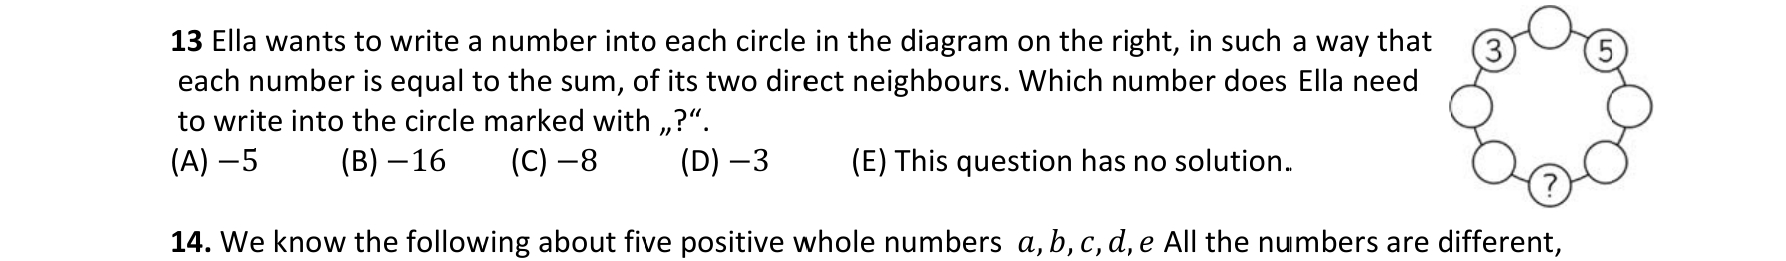 13 Ella wants to write a number into each circle in the diagram on the right, in such a way that
each number is equal to the sum, of its two direct neighbours. Which number does Ella need
to write into the circle marked with „?“.
(A) −5 (B) −16 (C) −8 (D) −3 (E) This question has no solution..
3 5
?
14. We know the following about five positive whole numbers a, b, c, d, e All the numbers are different,